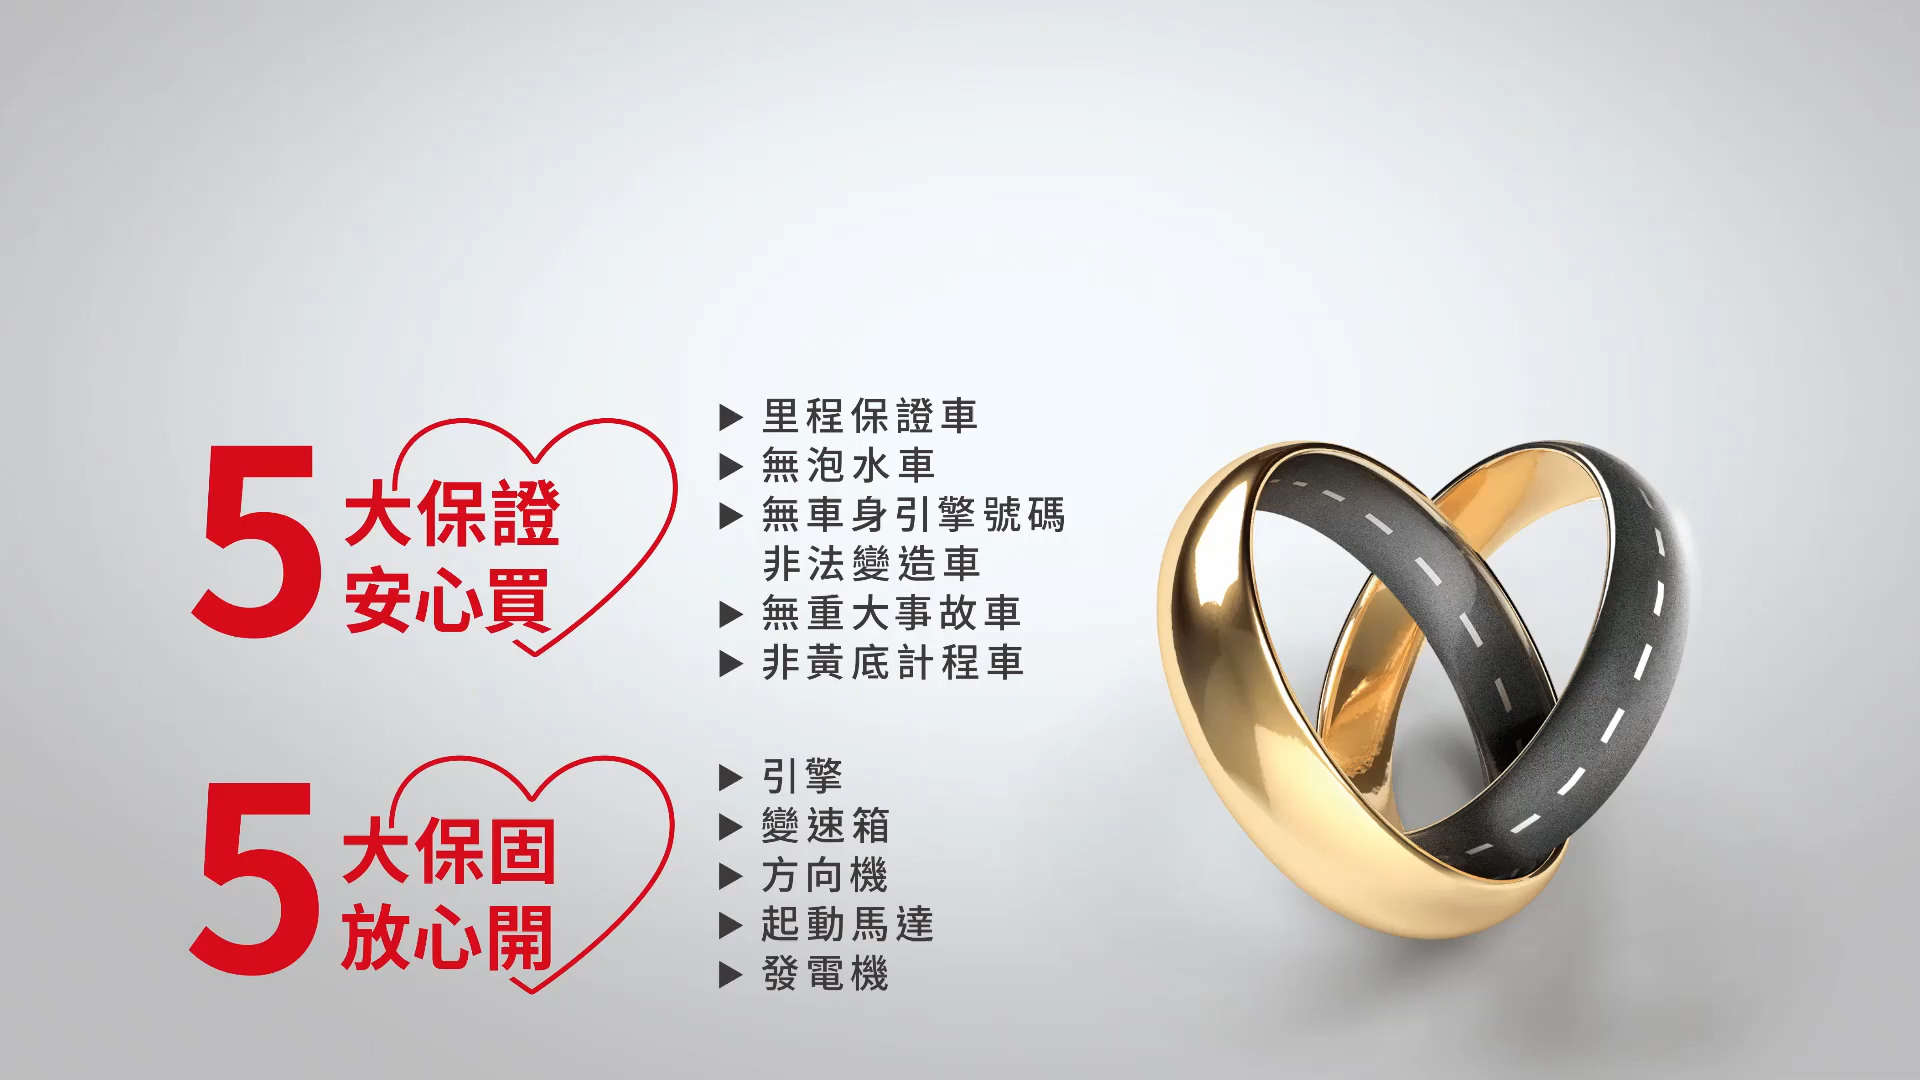 5大保證
安心買
▶ 里程保證車
▶ 無泡水車
▶ 無車身引擎號碼
非法變造車
▶ 無重大事故車
▶ 非黃底計程車
5大保固
放心開
▶ 引擎
▶ 變速箱
▶ 方向機
▶ 起動馬達
▶ 發電機